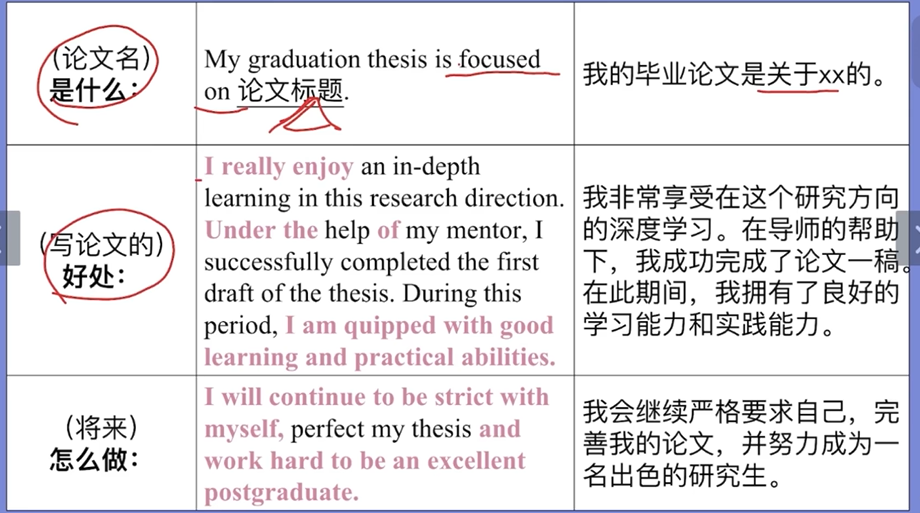 （论文名）
是什么：
My graduation thesis is focused
on 论文标题.
我的毕业论文是关于xx的。
（写论文的）
好处：
I really enjoy an in-depth
learning in this research direction.
Under the help of my mentor, I
successfully completed the first
draft of the thesis. During this
period, I am quipped with good
learning and practical abilities.
我非常享受在这个研究方向
的深度学习。在导师的帮助
下，我成功完成了论文一稿。
在此期间，我拥有了良好的
学习能力和实践能力。
（将来）
怎么做：
I will continue to be strict with
myself, perfect my thesis and
work hard to be an excellent
postgraduate.
我会继续严格要求自己，完
善我的论文，并努力成为一
名出色的研究生。